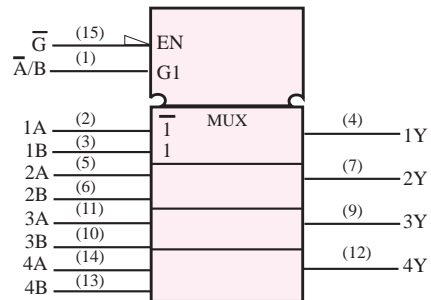 G̅ (15) EN
A̅/B (1) G1
MUX
1A (2) 1̅ (4) 1Y
1B (3) 1
2A (5) (7) 2Y
2B (6)
3A (11) (9) 3Y
3B (10)
4A (14) (12) 4Y
4B (13)